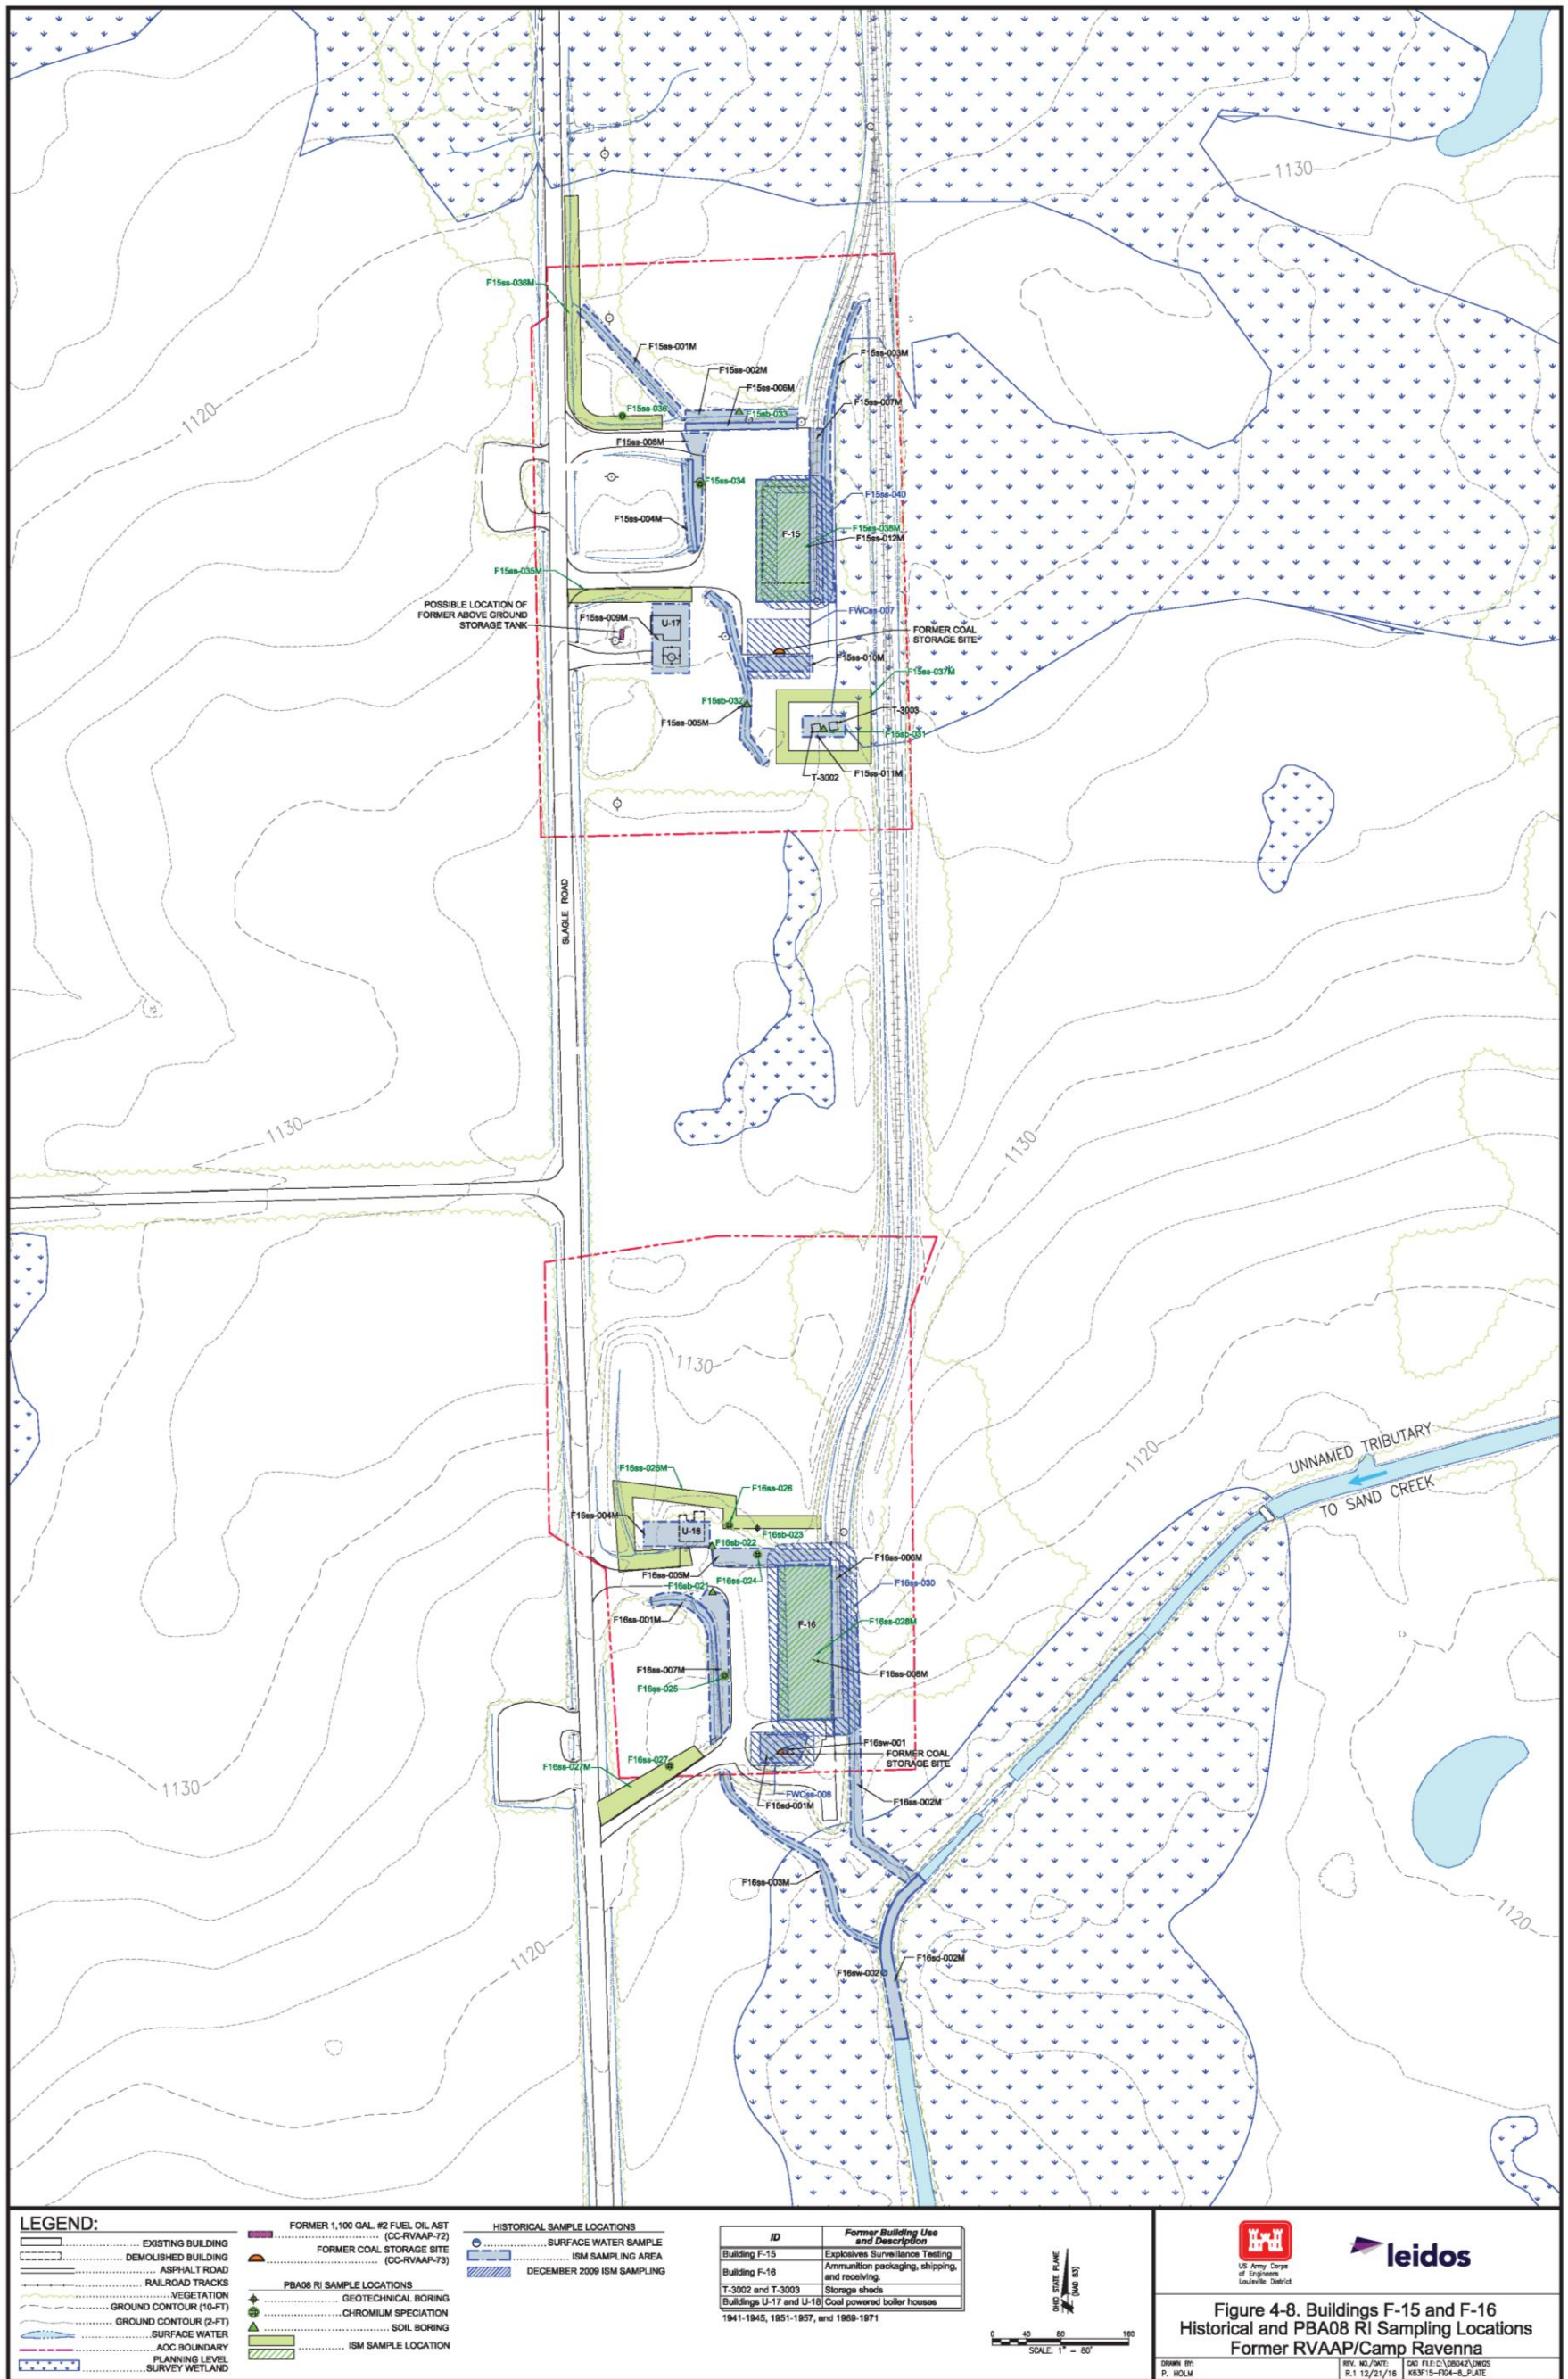 1130
1120
F15ss-036M
F15ss-001M
F15ss-002M
F15ss-006M
F15ss-003M
F15ss-036
F15sb-033
F15ss-007M
F15ss-008M
F15ss-034
F15ss-040
F15ss-004M
F-15
F15ss-038M
F15ss-012M
F15ss-035M
POSSIBLE LOCATION OF
FORMER ABOVE GROUND
STORAGE TANK
F15ss-009M
U-17
FWCss-007
FORMER COAL
STORAGE SITE
F15ss-010M
F15ss-037M
F15sb-032
F15ss-005M
T-3003
F15sb-031
F15ss-011M
T-3002
SLAGLE ROAD
1130
1130
1130
1130
1120
UNNAMED TRIBUTARY
TO SAND CREEK
F16ss-026M
F16ss-026
F16ss-004M
U-18
F16sb-023
F16sb-022
F16ss-006M
F16ss-005M
F16ss-024
F16ss-030
F16sb-021
F16ss-001M
F-16
F16ss-028M
F16ss-007M
F16ss-008M
F16ss-025
F16sw-001
FORMER COAL
STORAGE SITE
F16ss-027
F16ss-027M
FWCss-008
F16sd-001M
F16ss-002M
1130
F16ss-003M
1120
1120
F16sd-002M
F16sw-002
LEGEND:
EXISTING BUILDING
DEMOLISHED BUILDING
ASPHALT ROAD
RAILROAD TRACKS
VEGETATION
GROUND CONTOUR (10-FT)
GROUND CONTOUR (2-FT)
SURFACE WATER
AOC BOUNDARY
PLANNING LEVEL
SURVEY WETLAND
FORMER 1,100 GAL. #2 FUEL OIL AST
(CC-RVAAP-72)
FORMER COAL STORAGE SITE
(CC-RVAAP-73)
PBA08 RI SAMPLE LOCATIONS
GEOTECHNICAL BORING
CHROMIUM SPECIATION
SOIL BORING
ISM SAMPLE LOCATION
HISTORICAL SAMPLE LOCATIONS
SURFACE WATER SAMPLE
ISM SAMPLING AREA
DECEMBER 2009 ISM SAMPLING
ID Former Building Use and Description
Building F-15 Explosives Surveillance Testing
Building F-16 Ammunition packaging, shipping, and receiving.
T-3002 and T-3003 Storage sheds
Buildings U-17 and U-18 Coal powered boiler houses
1941-1945, 1951-1957, and 1969-1971
OHIO STATE PLANE
(NAD 83)
0 40 80 160
SCALE: 1" = 80'
US Army Corps
of Engineers
Louisville District
leidos
Figure 4-8. Buildings F-15 and F-16
Historical and PBA08 RI Sampling Locations
Former RVAAP/Camp Ravenna
DRAWN BY:
P. HOLM
REV. NO./DATE:
R.1 12/21/16